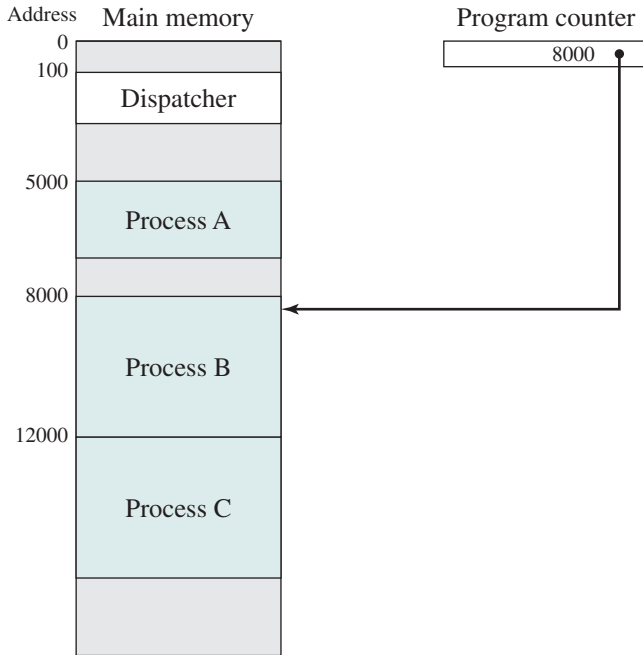 Address Main memory Program counter
0
8000
100
Dispatcher
5000
Process A
8000
Process B
12000
Process C